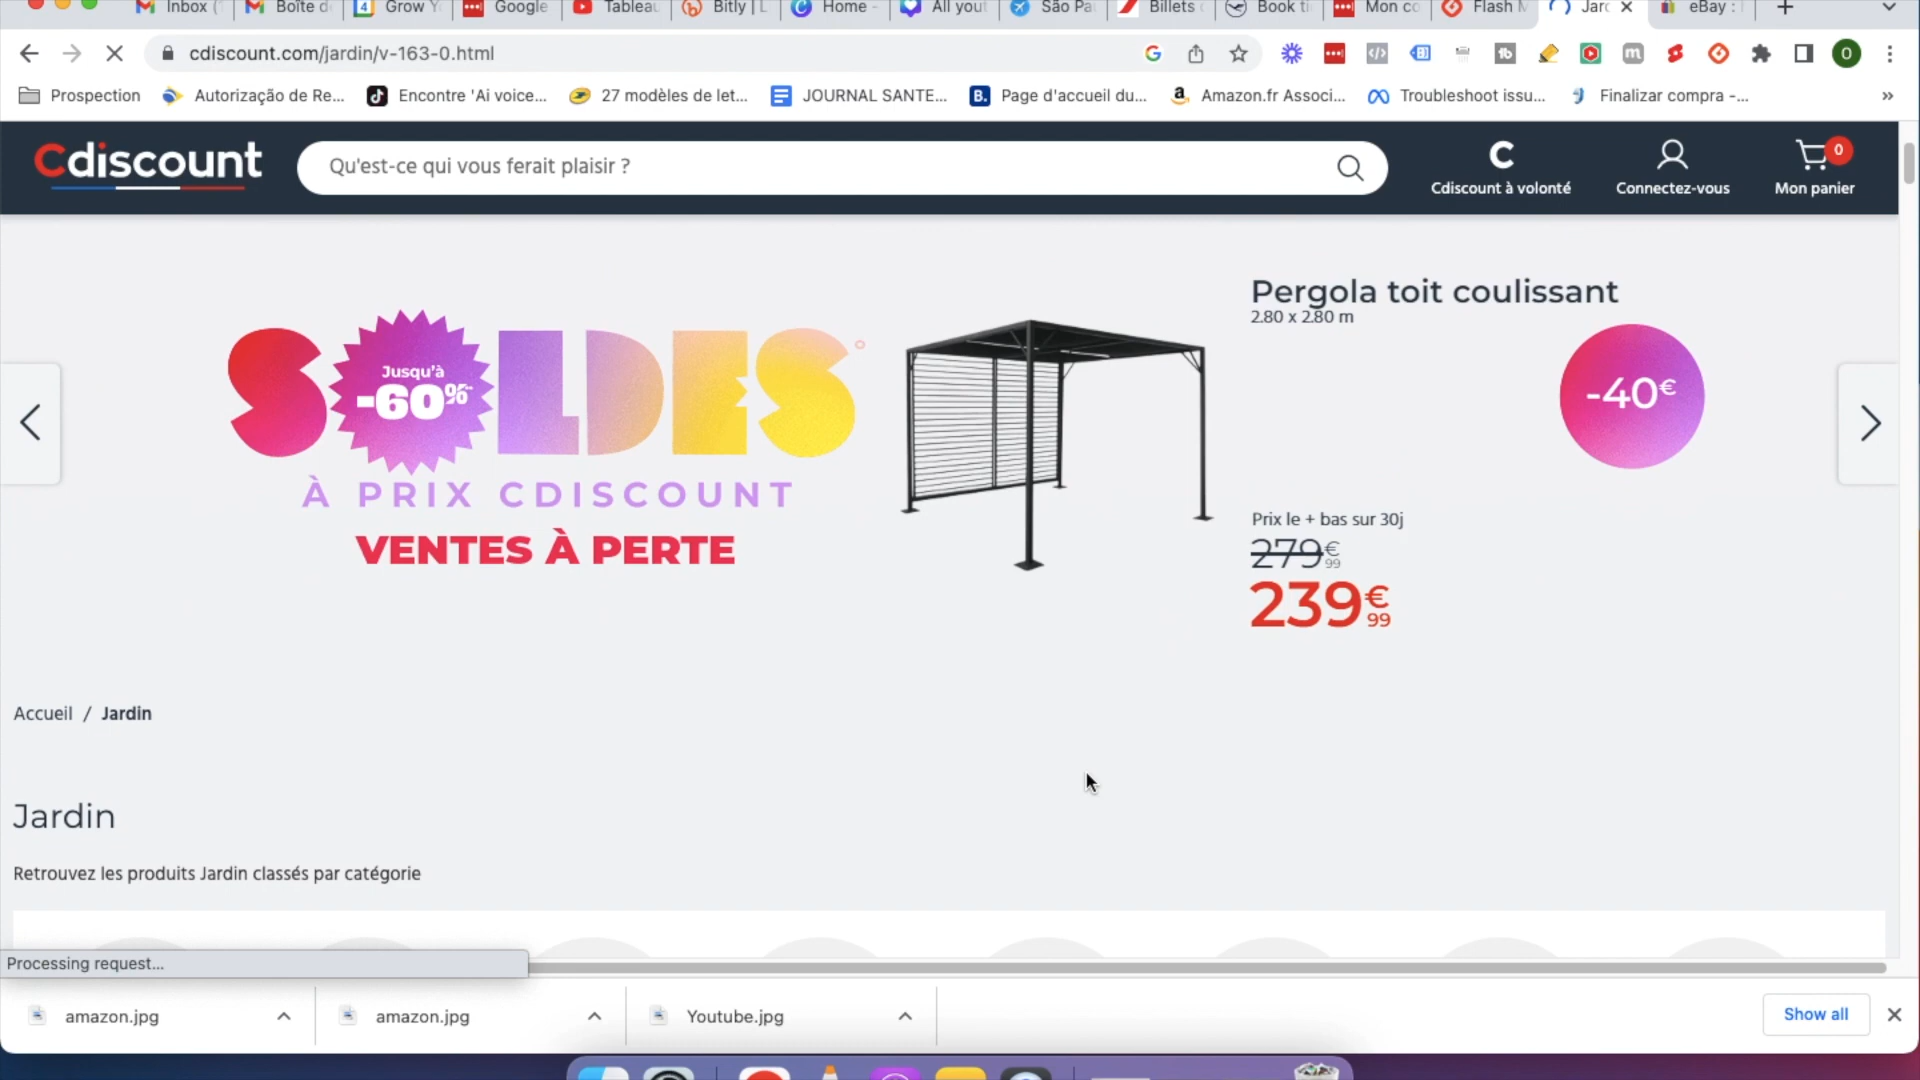 Inbox (
Boîte d
Grow Y
Google
Tableau
Bitly | L
Home -
All yout
São Pa
Billets
Book ti
Mon co
Flash M
Jarc
eBay :
cdiscount.com/jardin/v-163-0.html
O
Prospection
Autorização de Re...
Encontre 'Ai voice...
27 modèles de let...
JOURNAL SANTE...
B.
Page d'accueil du...
Amazon.fr Associ...
Troubleshoot issu...
Finalizar compra -...
»
Cdiscount
Qu'est-ce qui vous ferait plaisir ?
C
Cdiscount à volonté
Connectez-vous
0
Mon panier
SOLDES
Jusqu'à
-60%**
À PRIX CDISCOUNT
VENTES À PERTE
Pergola toit coulissant
2.80 x 2.80 m
-40€
Prix le + bas sur 30j
279€99
239€99
Accueil / Jardin
Jardin
Retrouvez les produits Jardin classés par catégorie
Processing request...
amazon.jpg
amazon.jpg
Youtube.jpg
Show all